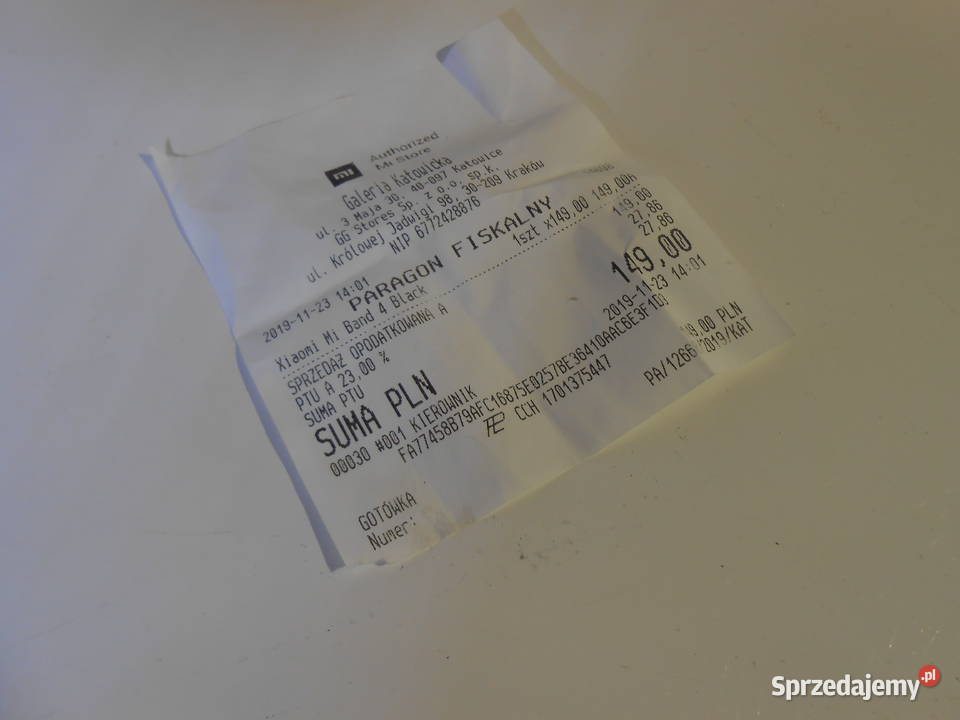 mi Authorized
Mi Store
Galeria Katowicka
ul. 3 Maja 30, 40-097 Katowice
GG Stores Sp. z o.o, sp.k.
ul. Królowej Jadwigi 98, 30-209 Kraków
NIP 6772428876
2019-11-23 14:01
PARAGON FISKALNY
Xiaomi Mi Band 4 Black 1szt x149,00 149,00A
SPRZEDAŻ OPODATKOWANA A 149,00
PTU A 23,00 % 27,86
SUMA PTU 27,86
SUMA PLN 149,00
00030 #001 KIEROWNIK 2019-11-23 14:01
FA77458B79AFC16875E0257BE36410AAC6E3F1D1
CCH 1701375447
GOTÓWKA 149,00 PLN
Numer: PA/1266 2019/KAT
Sprzedajemy.pl